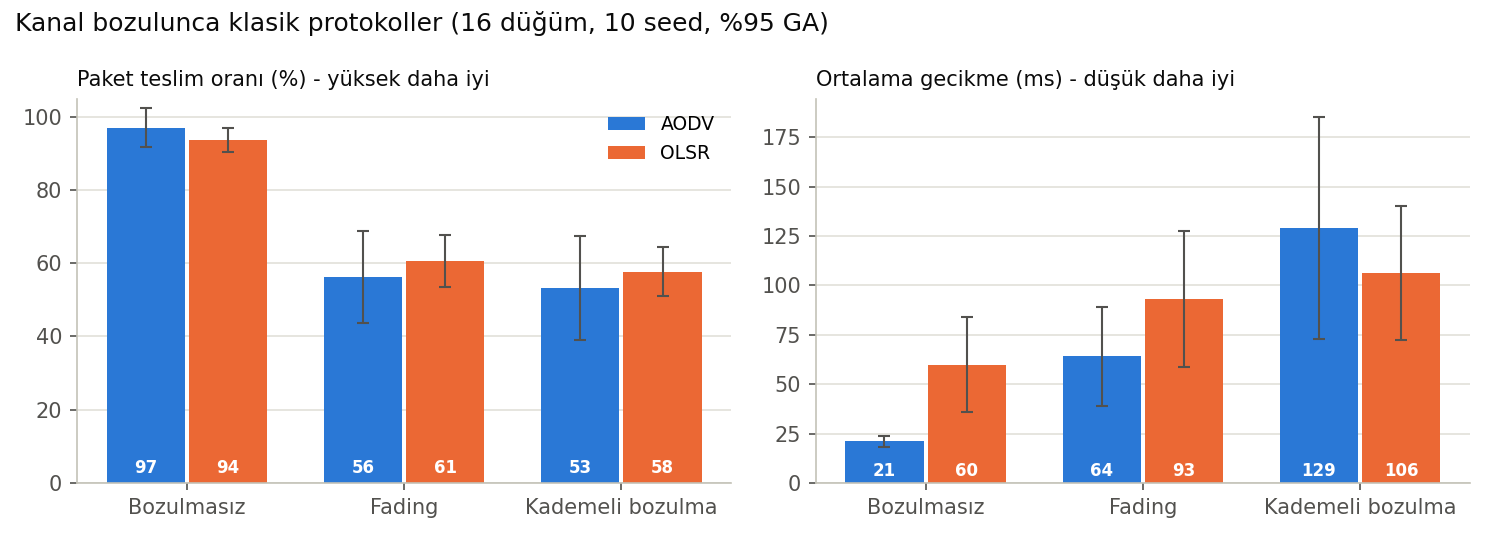 Kanal bozulunca klasik protokoller (16 düğüm, 10 seed, %95 GA)
Paket teslim oranı (%) - yüksek daha iyi
100
80
60
40
20
0
AODV
OLSR
97
94
56
61
53
58
Bozulmasız
Fading
Kademeli bozulma
Ortalama gecikme (ms) - düşük daha iyi
175
150
125
100
75
50
25
0
21
60
64
93
129
106
Bozulmasız
Fading
Kademeli bozulma